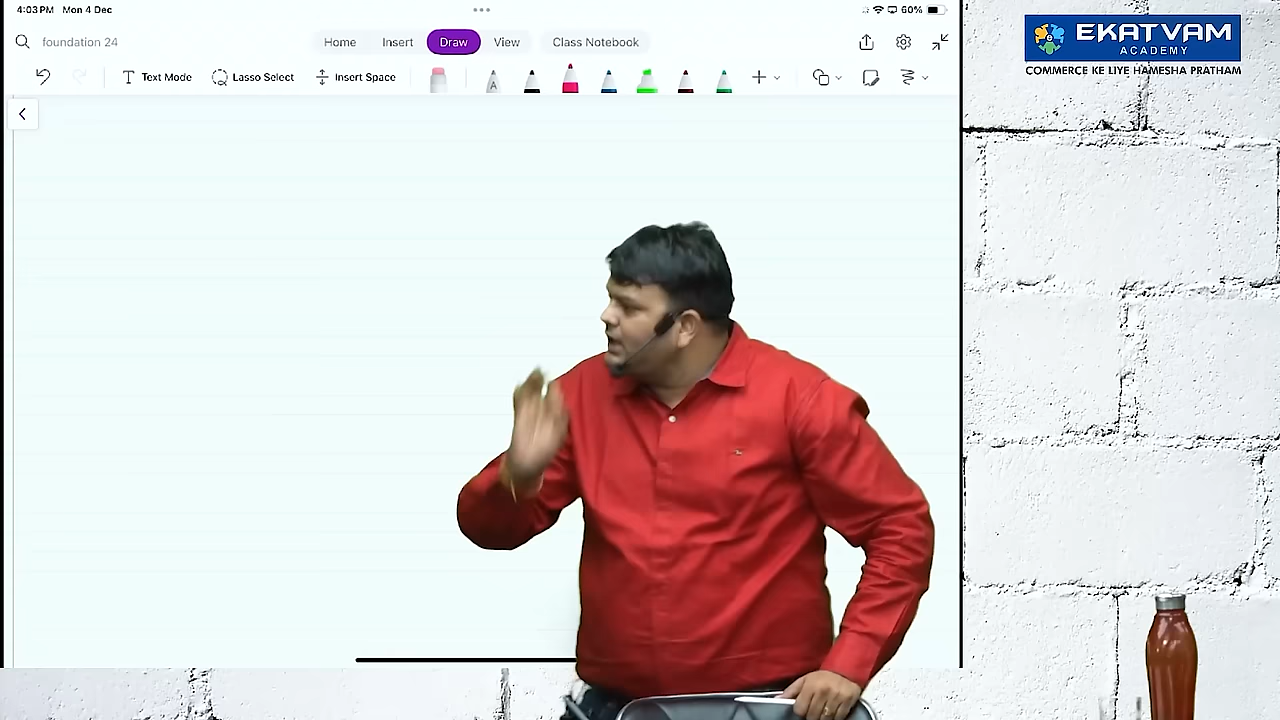 4:03 PM Mon 4 Dec
60%
foundation 24
Home Insert Draw View Class Notebook
Text Mode Lasso Select Insert Space
A
EKATVAM
ACADEMY
COMMERCE KE LIYE HAMESHA PRATHAM